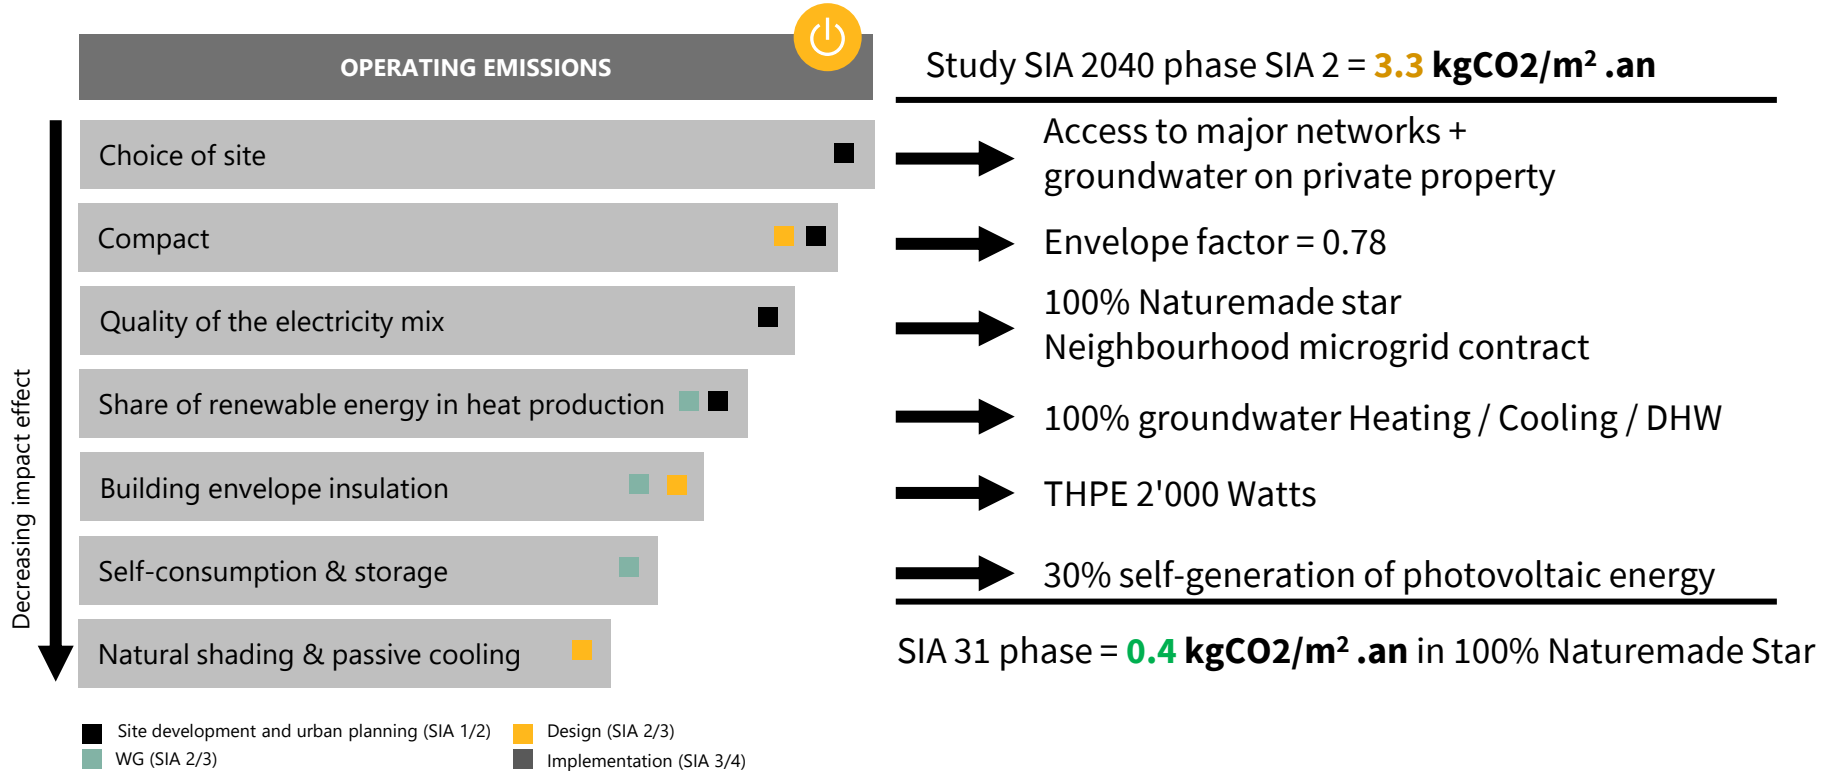 OPERATING EMISSIONS
Study SIA 2040 phase SIA 2 = 3.3 kgCO2/m² .an
Decreasing impact effect
Choice of site
Access to major networks +
groundwater on private property
Compact
Envelope factor = 0.78
Quality of the electricity mix
100% Naturemade star
Neighbourhood microgrid contract
Share of renewable energy in heat production
100% groundwater Heating / Cooling / DHW
Building envelope insulation
THPE 2'000 Watts
Self-consumption & storage
30% self-generation of photovoltaic energy
Natural shading & passive cooling
SIA 31 phase = 0.4 kgCO2/m² .an in 100% Naturemade Star
Site development and urban planning (SIA 1/2)
Design (SIA 2/3)
WG (SIA 2/3)
Implementation (SIA 3/4)